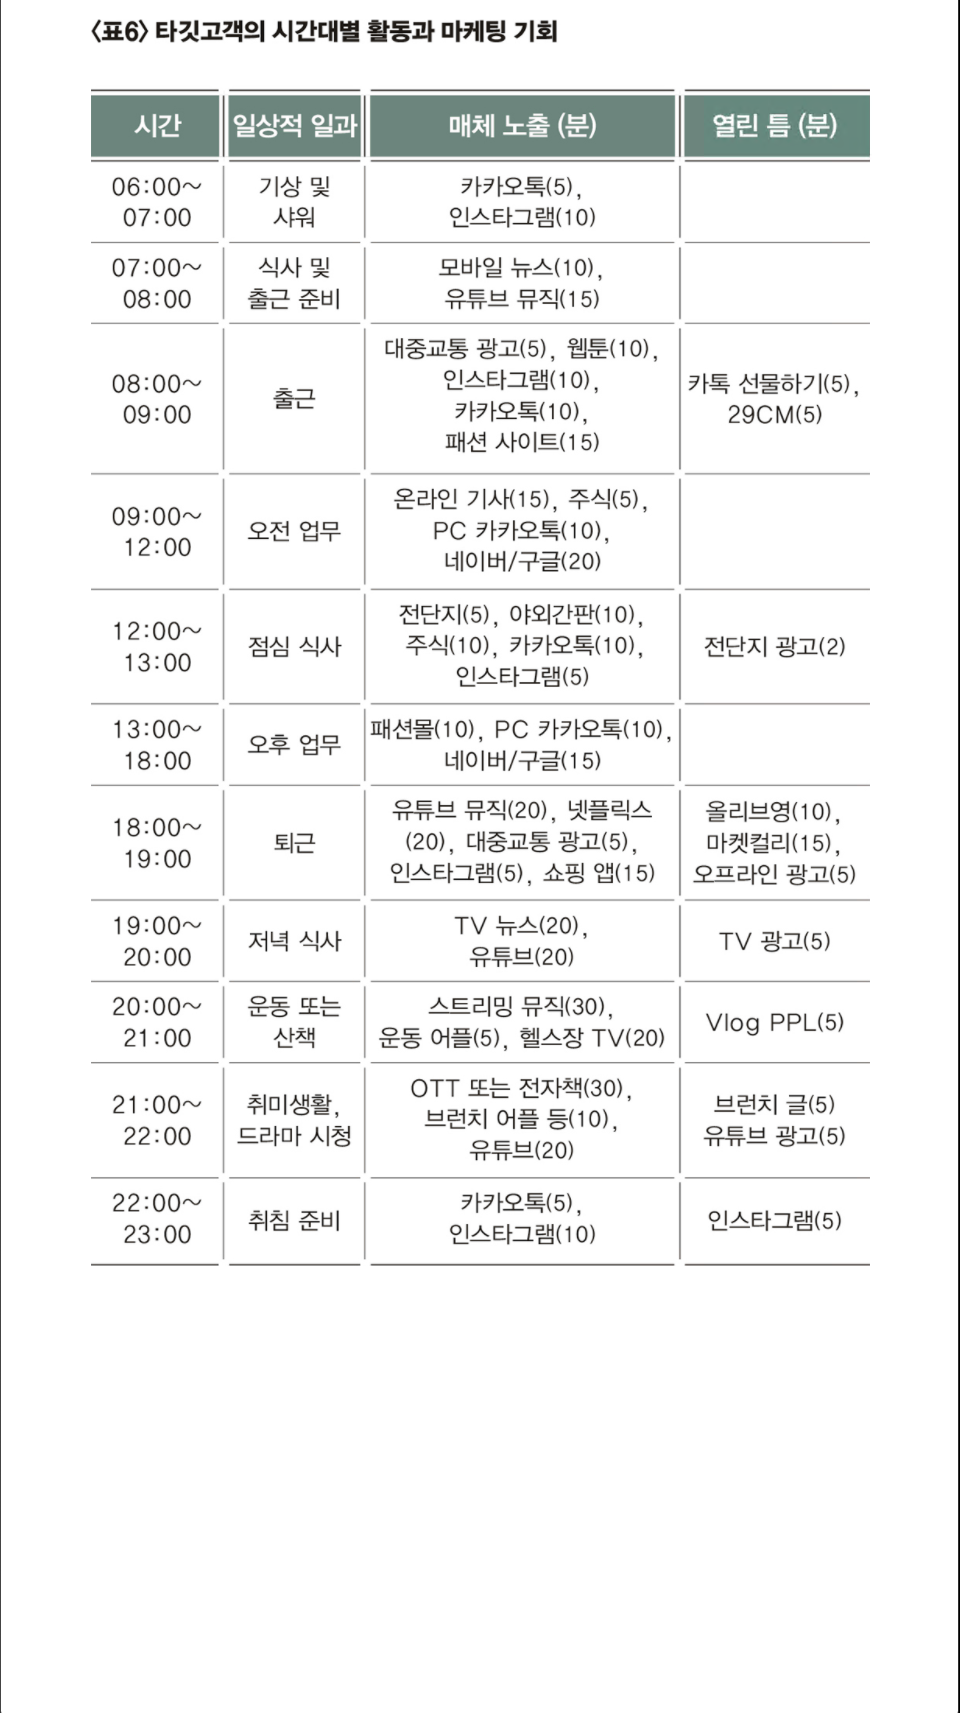 〈표6〉 타깃고객의 시간대별 활동과 마케팅 기회
시간 일상적 일과 매체 노출 (분) 열린 틈 (분)
06:00~
07:00
기상 및
샤워
카카오톡(5),
인스타그램(10)
07:00~
08:00
식사 및
출근 준비
모바일 뉴스(10),
유튜브 뮤직(15)
08:00~
09:00
출근
대중교통 광고(5), 웹툰(10),
인스타그램(10),
카카오톡(10),
패션 사이트(15)
카톡 선물하기(5),
29CM(5)
09:00~
12:00
오전 업무
온라인 기사(15), 주식(5),
PC 카카오톡(10),
네이버/구글(20)
12:00~
13:00
점심 식사
전단지(5), 야외간판(10),
주식(10), 카카오톡(10),
인스타그램(5)
전단지 광고(2)
13:00~
18:00
오후 업무
패션몰(10), PC 카카오톡(10),
네이버/구글(15)
18:00~
19:00
퇴근
유튜브 뮤직(20), 넷플릭스
(20), 대중교통 광고(5),
인스타그램(5), 쇼핑 앱(15)
올리브영(10),
마켓컬리(15),
오프라인 광고(5)
19:00~
20:00
저녁 식사
TV 뉴스(20),
유튜브(20)
TV 광고(5)
20:00~
21:00
운동 또는
산책
스트리밍 뮤직(30),
운동 어플(5), 헬스장 TV(20)
Vlog PPL(5)
21:00~
22:00
취미생활,
드라마 시청
OTT 또는 전자책(30),
브런치 어플 등(10),
유튜브(20)
브런치 글(5)
유튜브 광고(5)
22:00~
23:00
취침 준비
카카오톡(5),
인스타그램(10)
인스타그램(5)